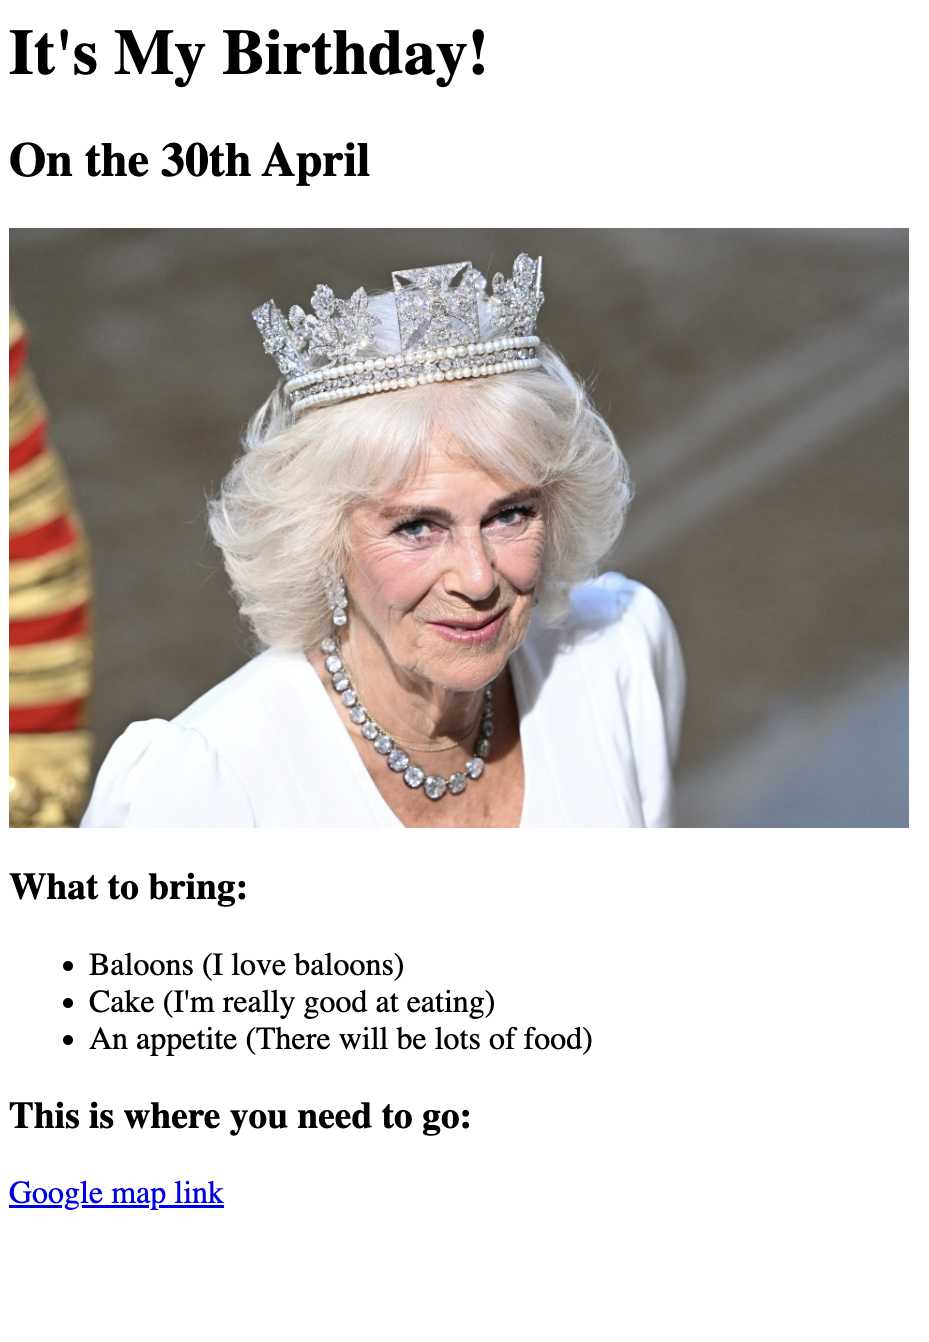 It's My Birthday!
On the 30th April
What to bring:
Baloons (I love baloons)
Cake (I'm really good at eating)
An appetite (There will be lots of food)
This is where you need to go:
Google map link